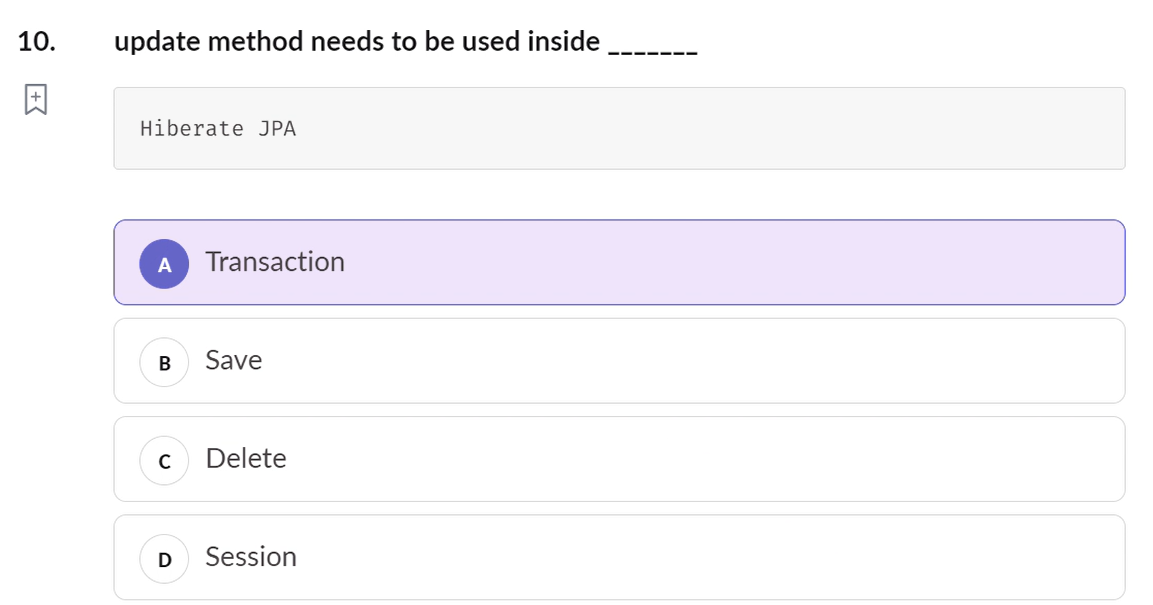 10. update method needs to be used inside _______
Hiberate JPA
A Transaction
B Save
C Delete
D Session